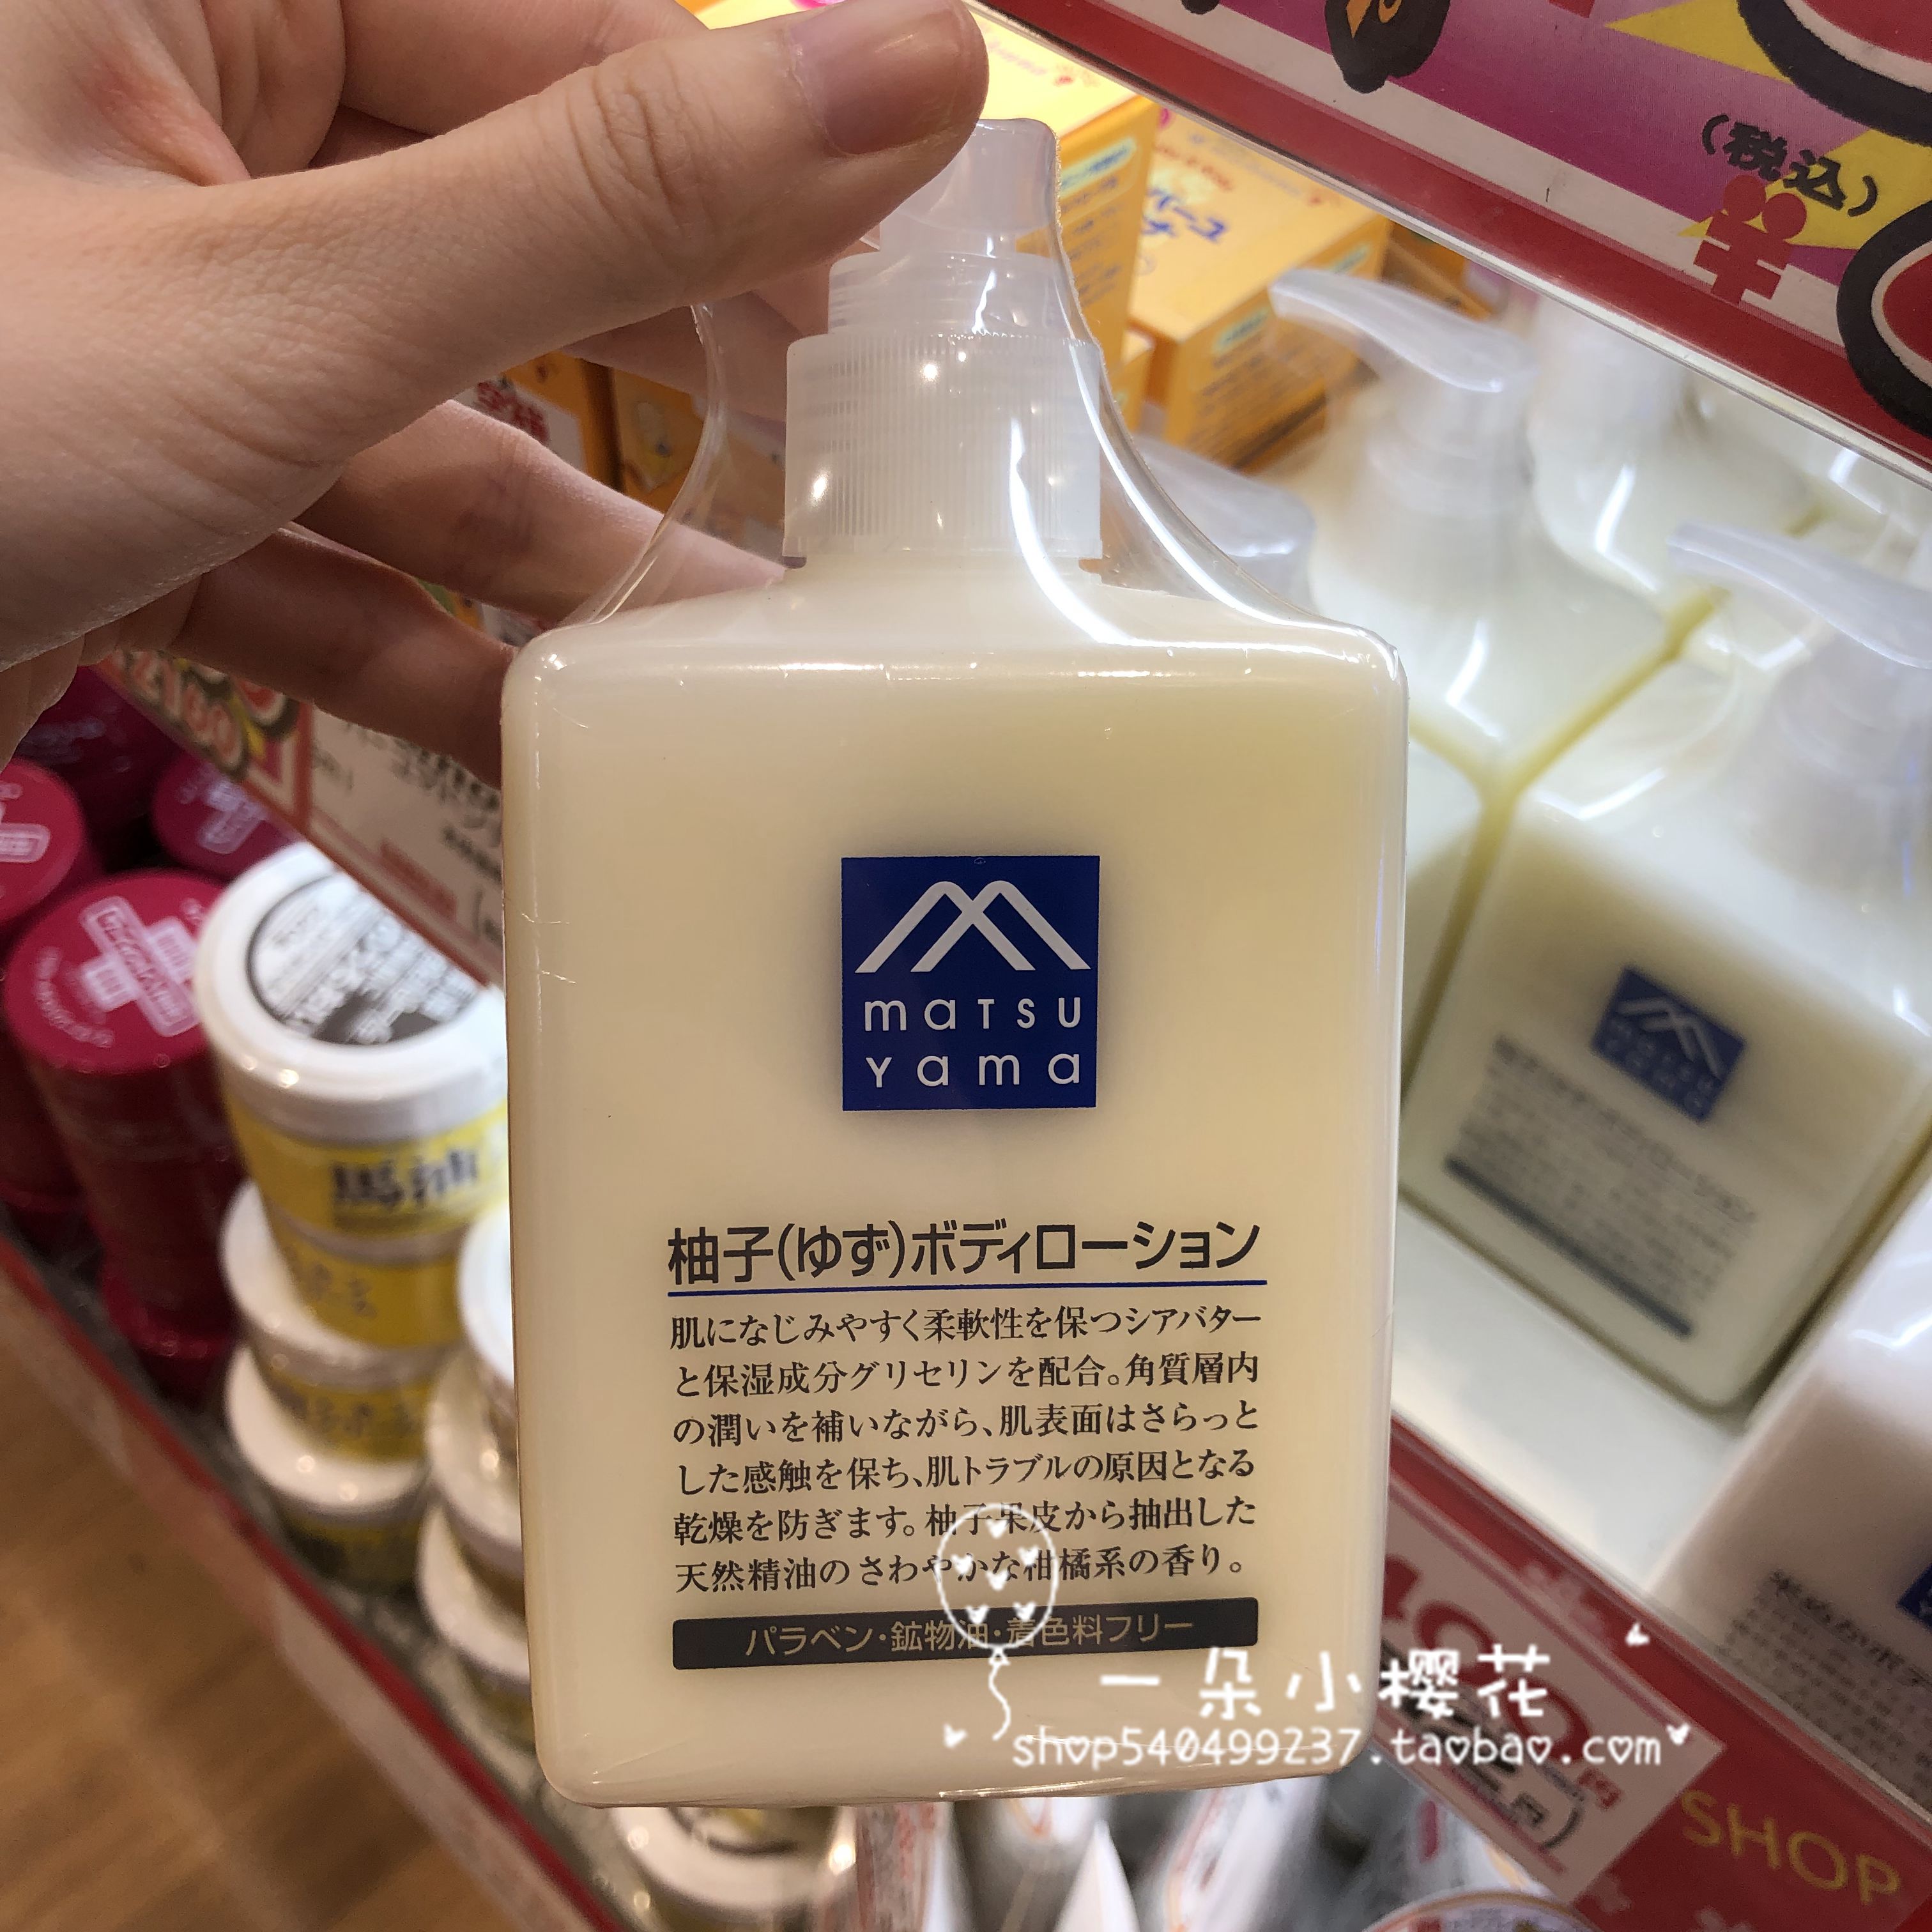 (税込)
matsu
yama
柚子(ゆず)ボディローション
肌になじみやすく柔軟性を保つシアバター
と保湿成分グリセリンを配合。角質層内
の潤いを補いながら、肌表面はさらっと
した感触を保ち、肌トラブルの原因となる
乾燥を防ぎます。柚子果皮から抽出した
天然精油のさわやかな柑橘系の香り。
パラベン・鉱物油・着色料フリー
馬油
一朵小樱花
shop540499237.taobao.com
SHOP